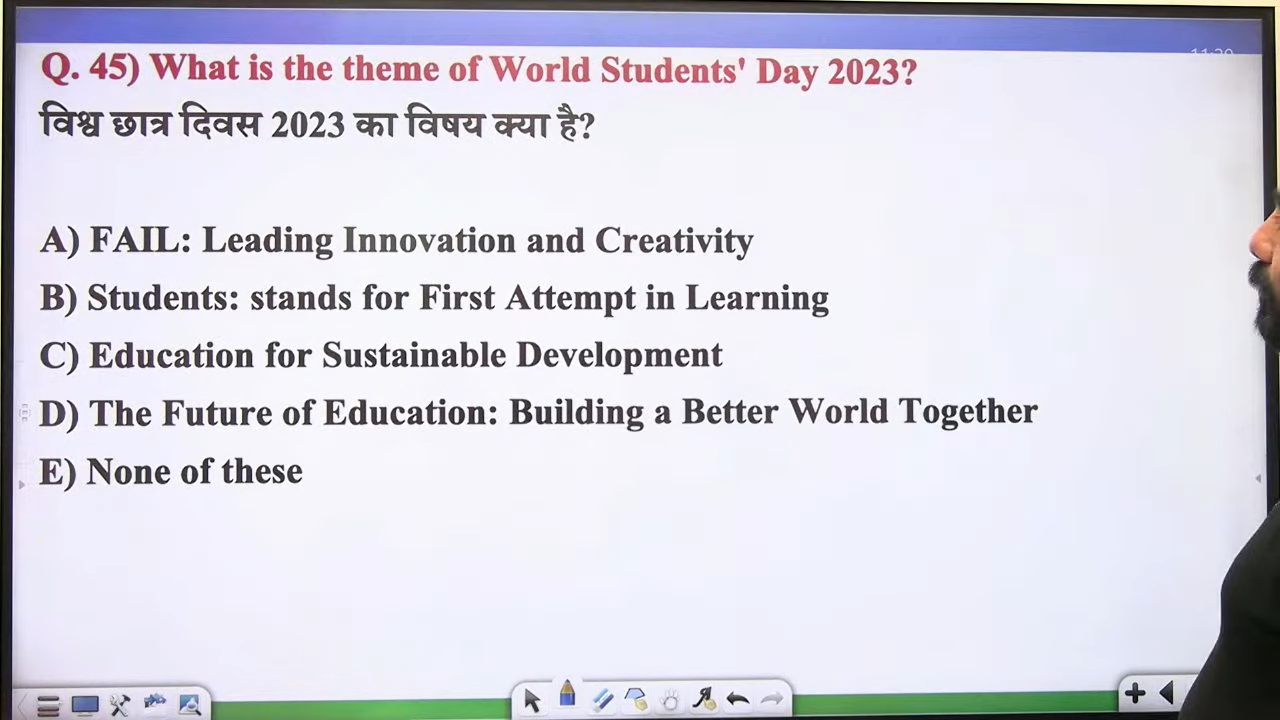 Q. 45) What is the theme of World Students' Day 2023?
विश्व छात्र दिवस 2023 का विषय क्या है?
A) FAIL: Leading Innovation and Creativity
B) Students: stands for First Attempt in Learning
C) Education for Sustainable Development
D) The Future of Education: Building a Better World Together
E) None of these